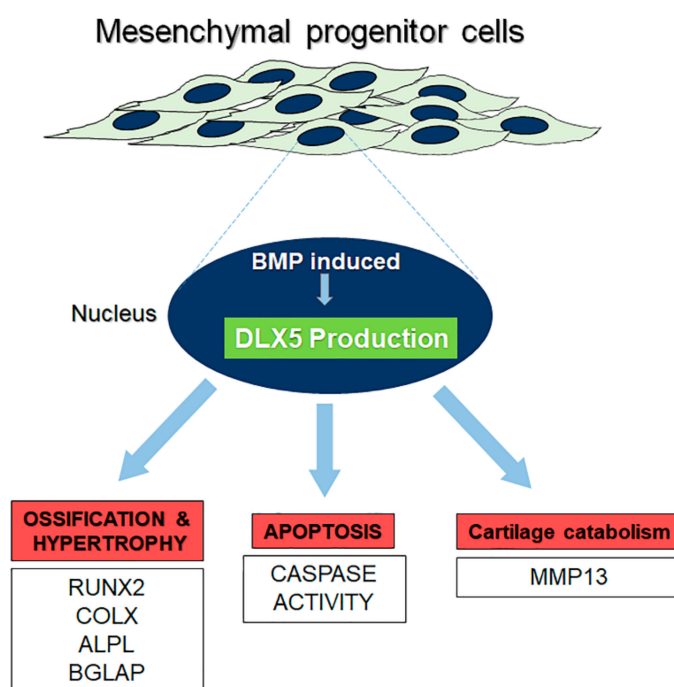 Mesenchymal progenitor cells
BMP induced
Nucleus
DLX5 Production
OSSIFICATION &
HYPERTROPHY
RUNX2
COLX
ALPL
BGLAP
APOPTOSIS
CASPASE
ACTIVITY
Cartilage catabolism
MMP13